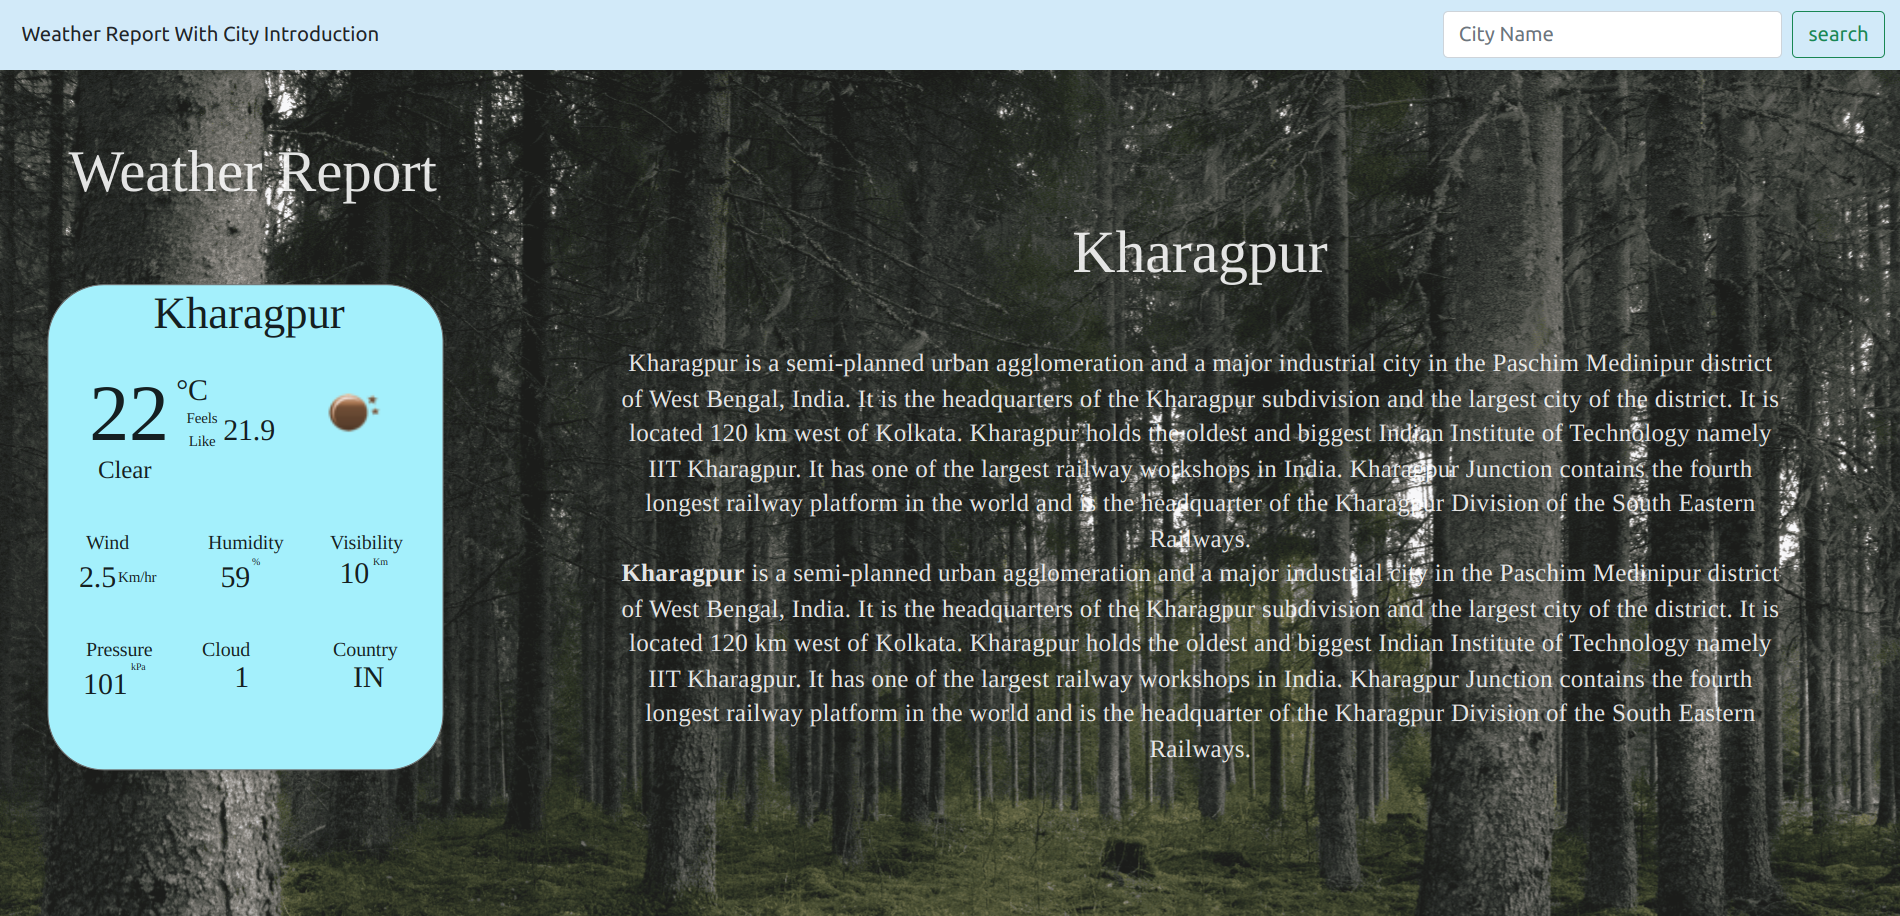 Weather Report With City Introduction
City Name
search
Weather Report
Kharagpur
22 °C
Feels Like 21.9
Clear
Wind
2.5 Km/hr
Humidity
59 %
Visibility
10 Km
Pressure
101 kPa
Cloud
1
Country
IN
Kharagpur
Kharagpur is a semi-planned urban agglomeration and a major industrial city in the Paschim Medinipur district
of West Bengal, India. It is the headquarters of the Kharagpur subdivision and the largest city of the district. It is
located 120 km west of Kolkata. Kharagpur holds the oldest and biggest Indian Institute of Technology namely
IIT Kharagpur. It has one of the largest railway workshops in India. Kharagpur Junction contains the fourth
longest railway platform in the world and is the headquarter of the Kharagpur Division of the South Eastern
Railways.
Kharagpur is a semi-planned urban agglomeration and a major industrial city in the Paschim Medinipur district
of West Bengal, India. It is the headquarters of the Kharagpur subdivision and the largest city of the district. It is
located 120 km west of Kolkata. Kharagpur holds the oldest and biggest Indian Institute of Technology namely
IIT Kharagpur. It has one of the largest railway workshops in India. Kharagpur Junction contains the fourth
longest railway platform in the world and is the headquarter of the Kharagpur Division of the South Eastern
Railways.